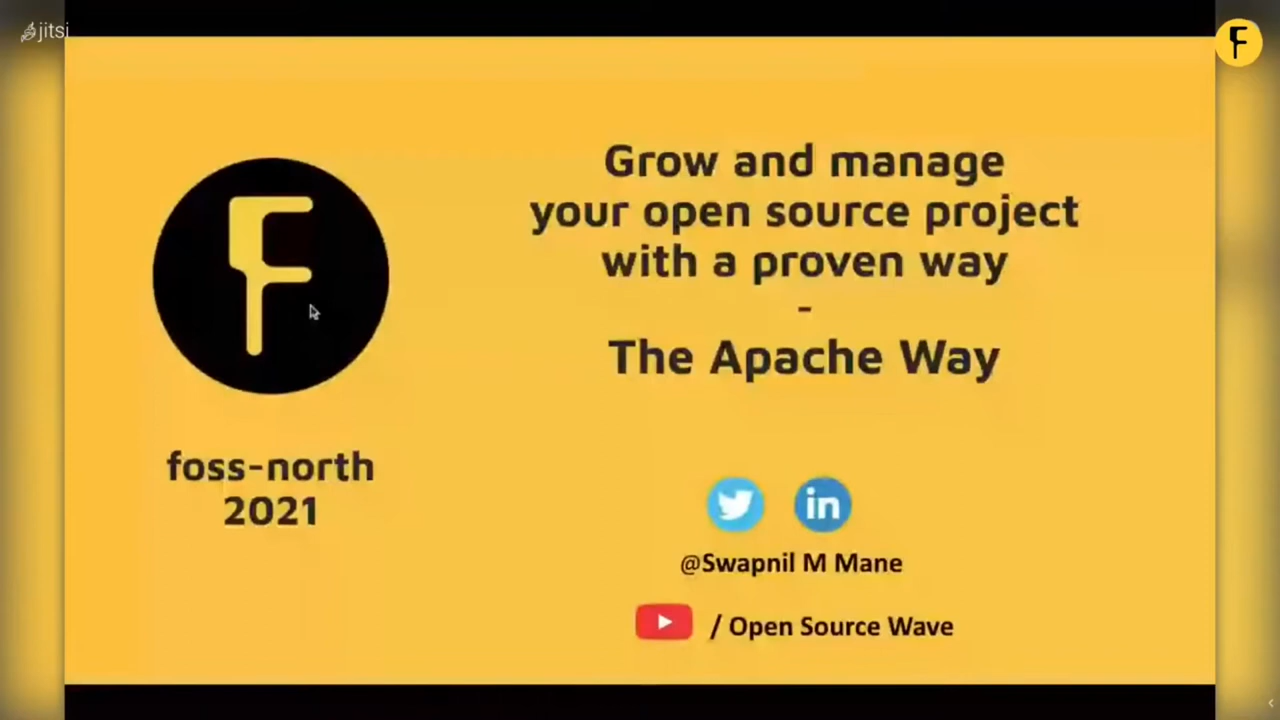 jitsi
Grow and manage
your open source project
with a proven way
-
The Apache Way
foss-north
2021
in
@Swapnil M Mane
/ Open Source Wave